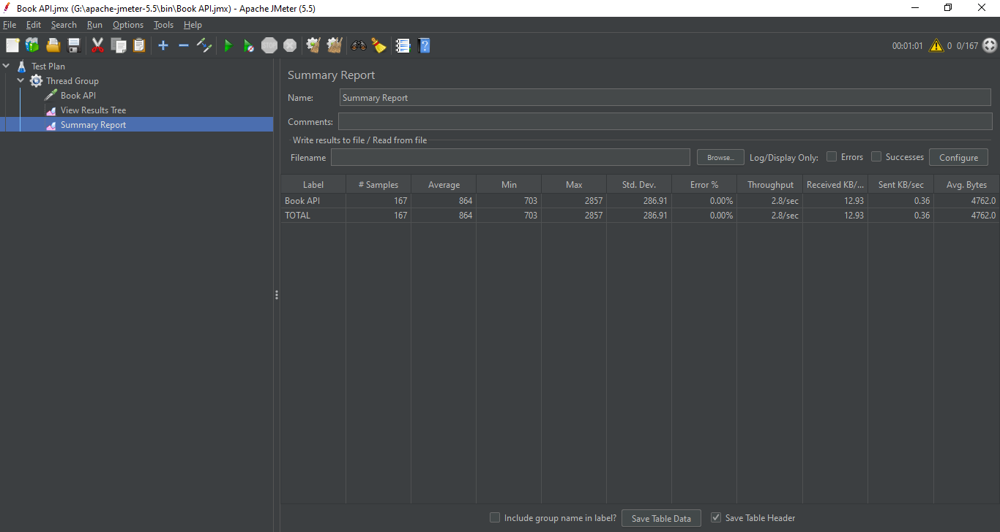 Book API.jmx (G:\apache-jmeter-5.5\bin\Book API.jmx) - Apache JMeter (5.5)
File Edit Search Run Options Tools Help
STOP ? 00:01:01 0 0/167
Test Plan
Thread Group
Book API
View Results Tree
Summary Report
Summary Report
Name: Summary Report
Comments:
Write results to file / Read from file
Filename Browse... Log/Display Only: Errors Successes Configure
Label # Samples Average Min Max Std. Dev. Error % Throughput Received KB/... Sent KB/sec Avg. Bytes
Book API 167 864 703 2857 286.91 0.00% 2.8/sec 12.93 0.36 4762.0
TOTAL 167 864 703 2857 286.91 0.00% 2.8/sec 12.93 0.36 4762.0
Include group name in label? Save Table Data Save Table Header